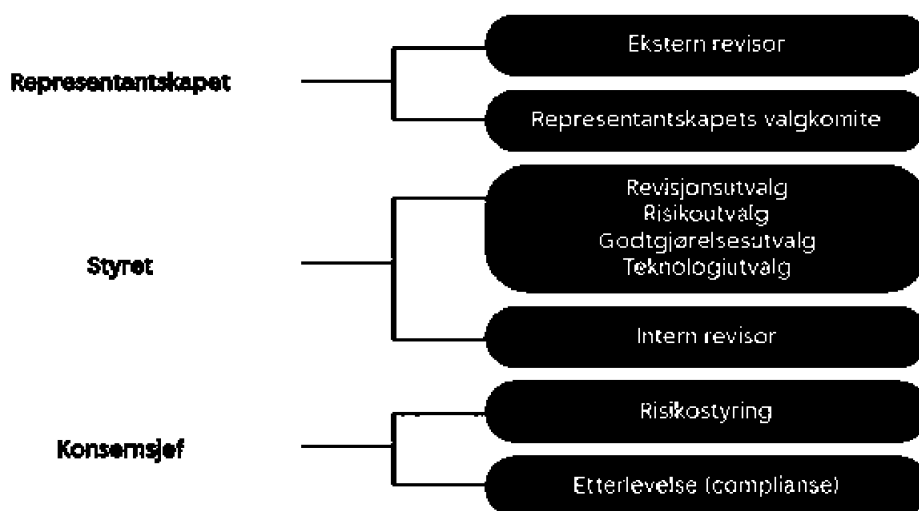 Representantskapet
Ekstern revisor
Representantskapets valgkomite
Styret
Revisjonsutvalg
Risikoutvalg
Godtgjørelsesutvalg
Teknologiutvalg
Intern revisor
Konsernsjef
Risikostyring
Etterlevelse (complianse)